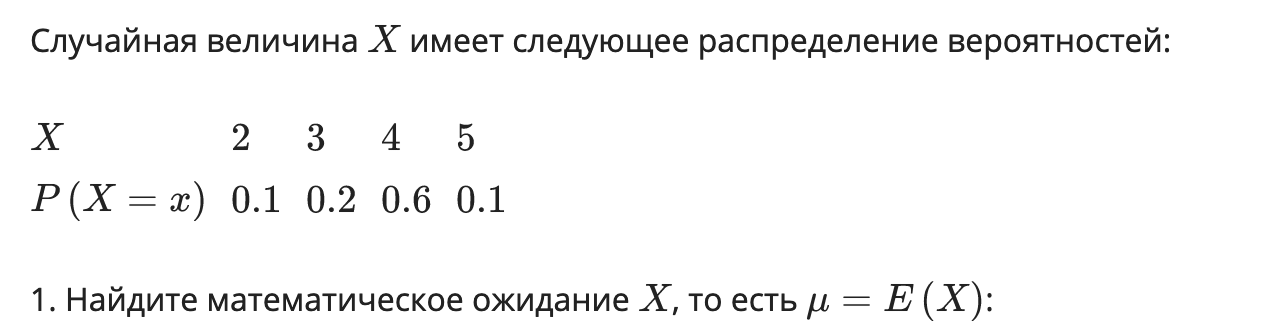 Случайная величина X имеет следующее распределение вероятностей:
X 2 3 4 5
P (X = x) 0.1 0.2 0.6 0.1
1. Найдите математическое ожидание X, то есть μ = E (X):